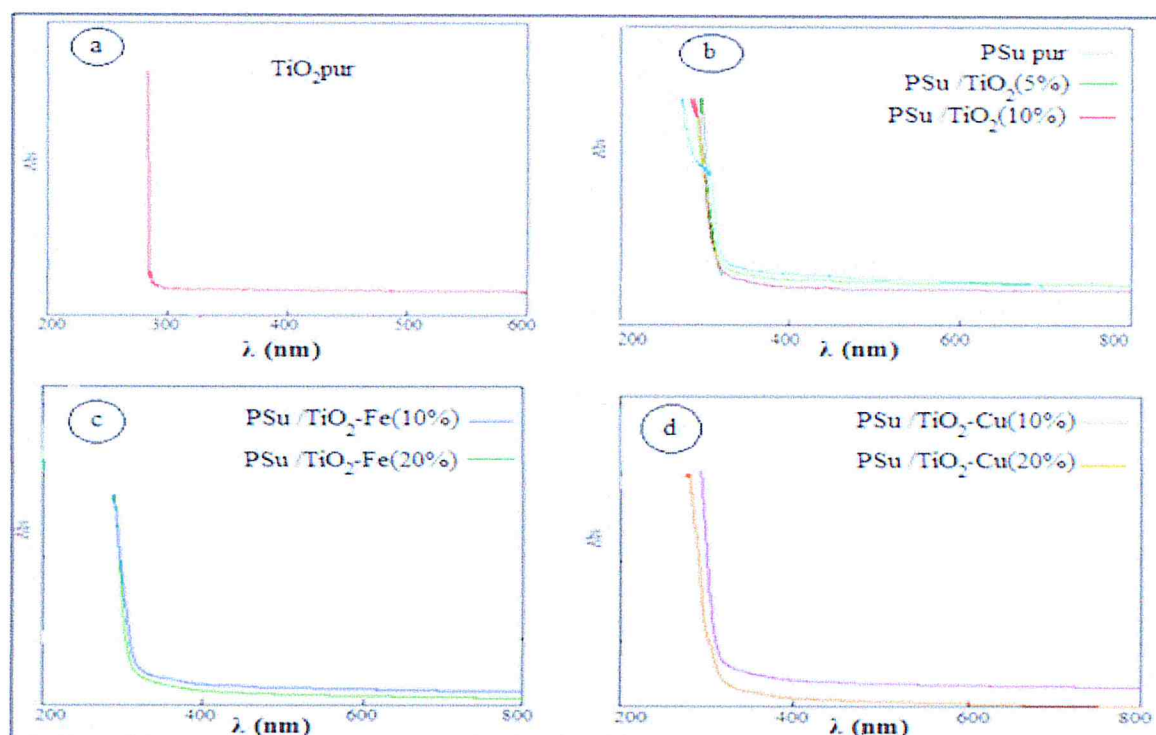 a
TiO₂pur
200 300 400 500 600
λ (nm)
b
PSu pur
PSu /TiO₂(5%)
PSu /TiO₂(10%)
200 400 600 800
λ (nm)
c
PSu /TiO₂-Fe(10%)
PSu /TiO₂-Fe(20%)
200 400 600 800
λ (nm)
d
PSu /TiO₂-Cu(10%)
PSu /TiO₂-Cu(20%)
200 400 600 800
λ (nm)